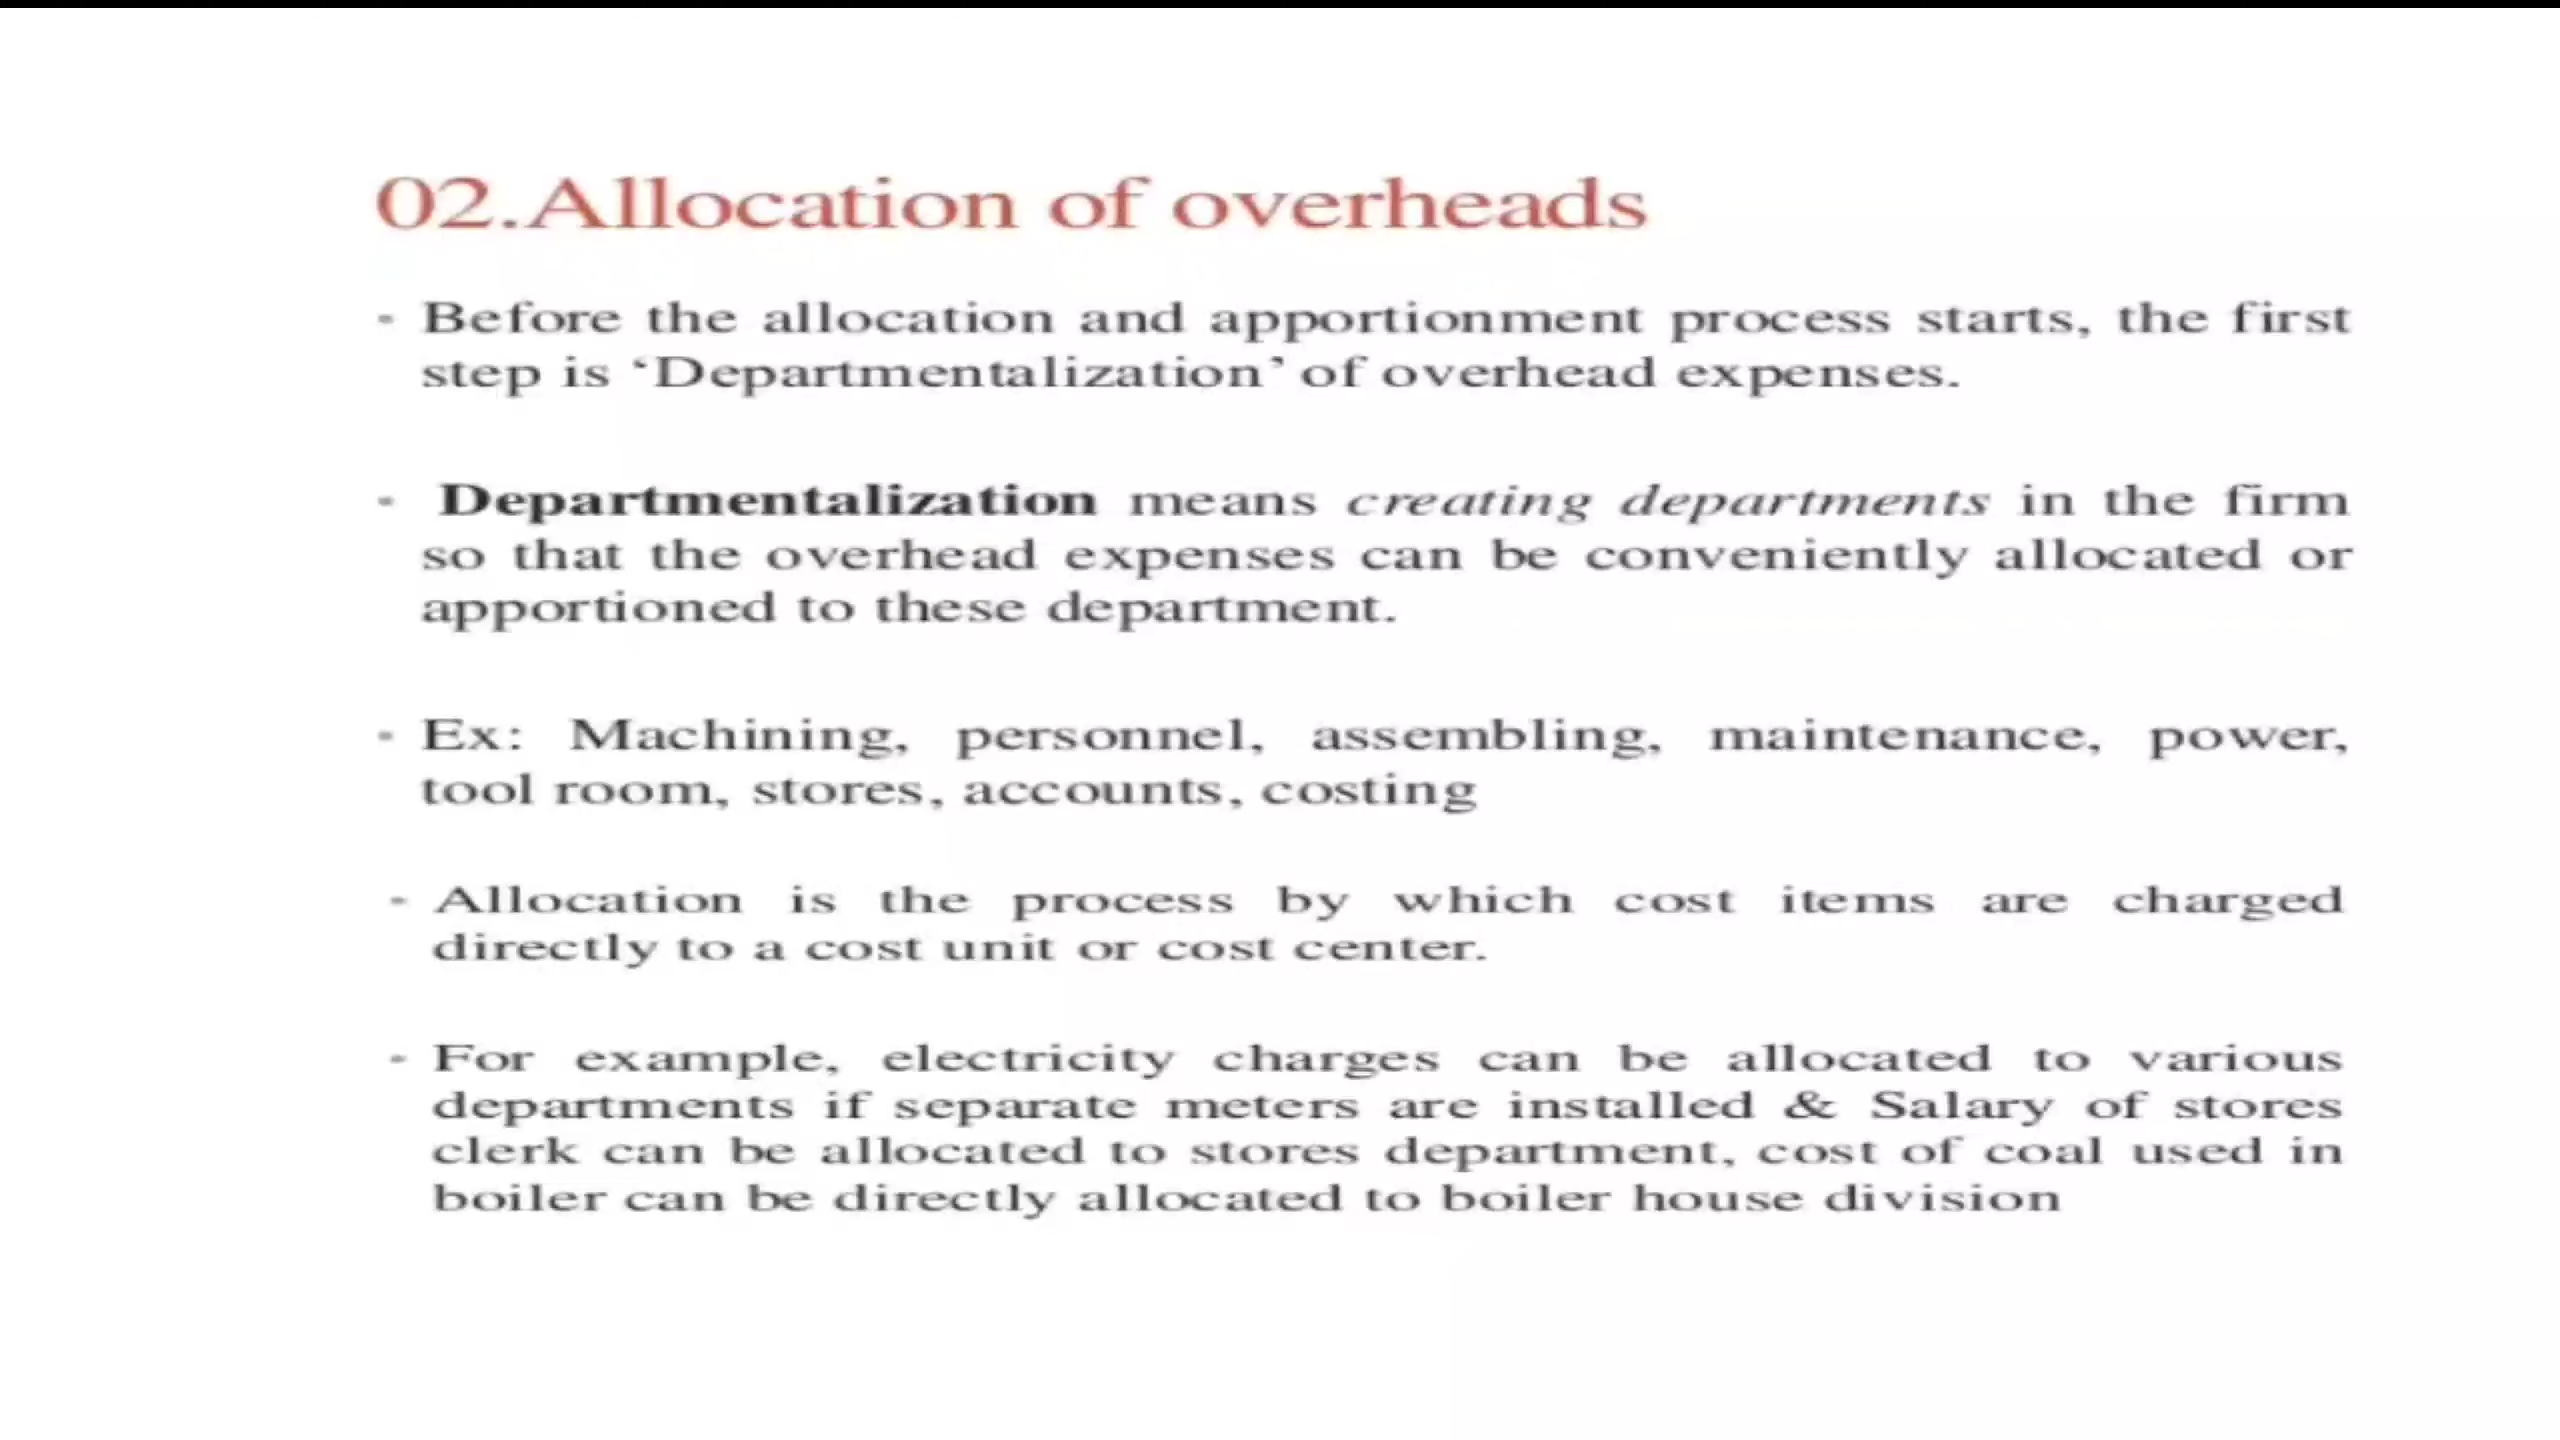 02.Allocation of overheads
• Before the allocation and apportionment process starts, the first
step is ‘Departmentalization’ of overhead expenses.
• Departmentalization means creating departments in the firm
so that the overhead expenses can be conveniently allocated or
apportioned to these department.
• Ex: Machining, personnel, assembling, maintenance, power,
tool room, stores, accounts, costing
• Allocation is the process by which cost items are charged
directly to a cost unit or cost center.
• For example, electricity charges can be allocated to various
departments if separate meters are installed & Salary of stores
clerk can be allocated to stores department, cost of coal used in
boiler can be directly allocated to boiler house division